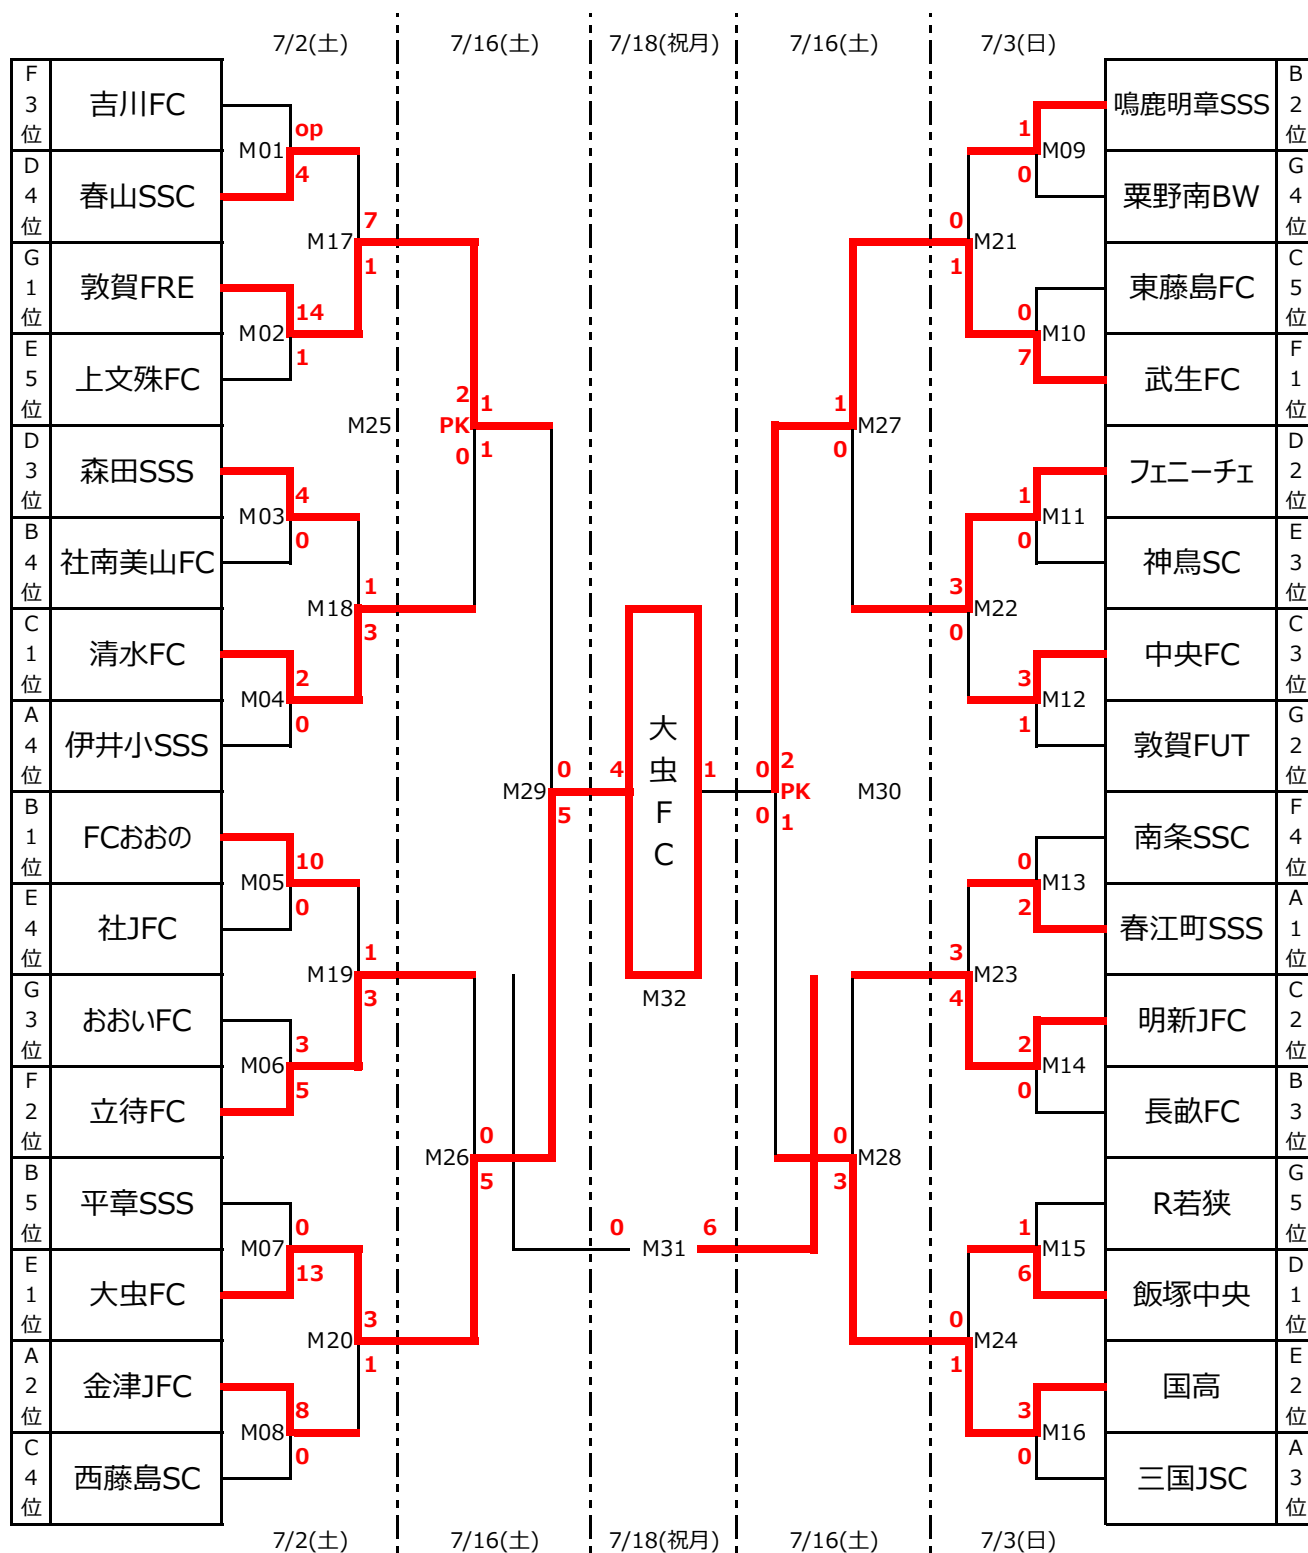 7/2(土) 7/16(土) 7/18(祝月) 7/16(土) 7/3(日)
F3位 吉川FC
op
M01
4
D4位 春山SSC
7
M17
1
G1位 敦賀FRE
14
M02
1
E5位 上文殊FC
M25
2 1
PK
0 1
D3位 森田SSS
4
M03
0
B4位 社南美山FC
1
M18
3
C1位 清水FC
2
M04
0
A4位 伊井小SSS
0
M29
5
B1位 FCおおの
10
M05
0
E4位 社JFC
1
M19
3
G3位 おおいFC
3
M06
5
F2位 立待FC
0
M26
5
B5位 平章SSS
0
M07
13
E1位 大虫FC
3
M20
1
A2位 金津JFC
8
M08
0
C4位 西藤島SC
4
大虫FC
1
M32
0
M31
6
鳴鹿明章SSS B2位
1
M09
0
粟野南BW G4位
0
M21
1
東藤島FC C5位
0
M10
7
武生FC F1位
1
M27
0
フェニーチェ D2位
1
M11
0
神鳥SC E3位
3
M22
0
中央FC C3位
3
M12
1
敦賀FUT G2位
0 2
PK
0 1
M30
南条SSC F4位
0
M13
2
春江町SSS A1位
3
M23
4
明新JFC C2位
2
M14
0
長畝FC B3位
0
M28
3
R若狭 G5位
1
M15
6
飯塚中央 D1位
0
M24
1
国高 E2位
3
M16
0
三国JSC A3位
7/2(土) 7/16(土) 7/18(祝月) 7/16(土) 7/3(日)